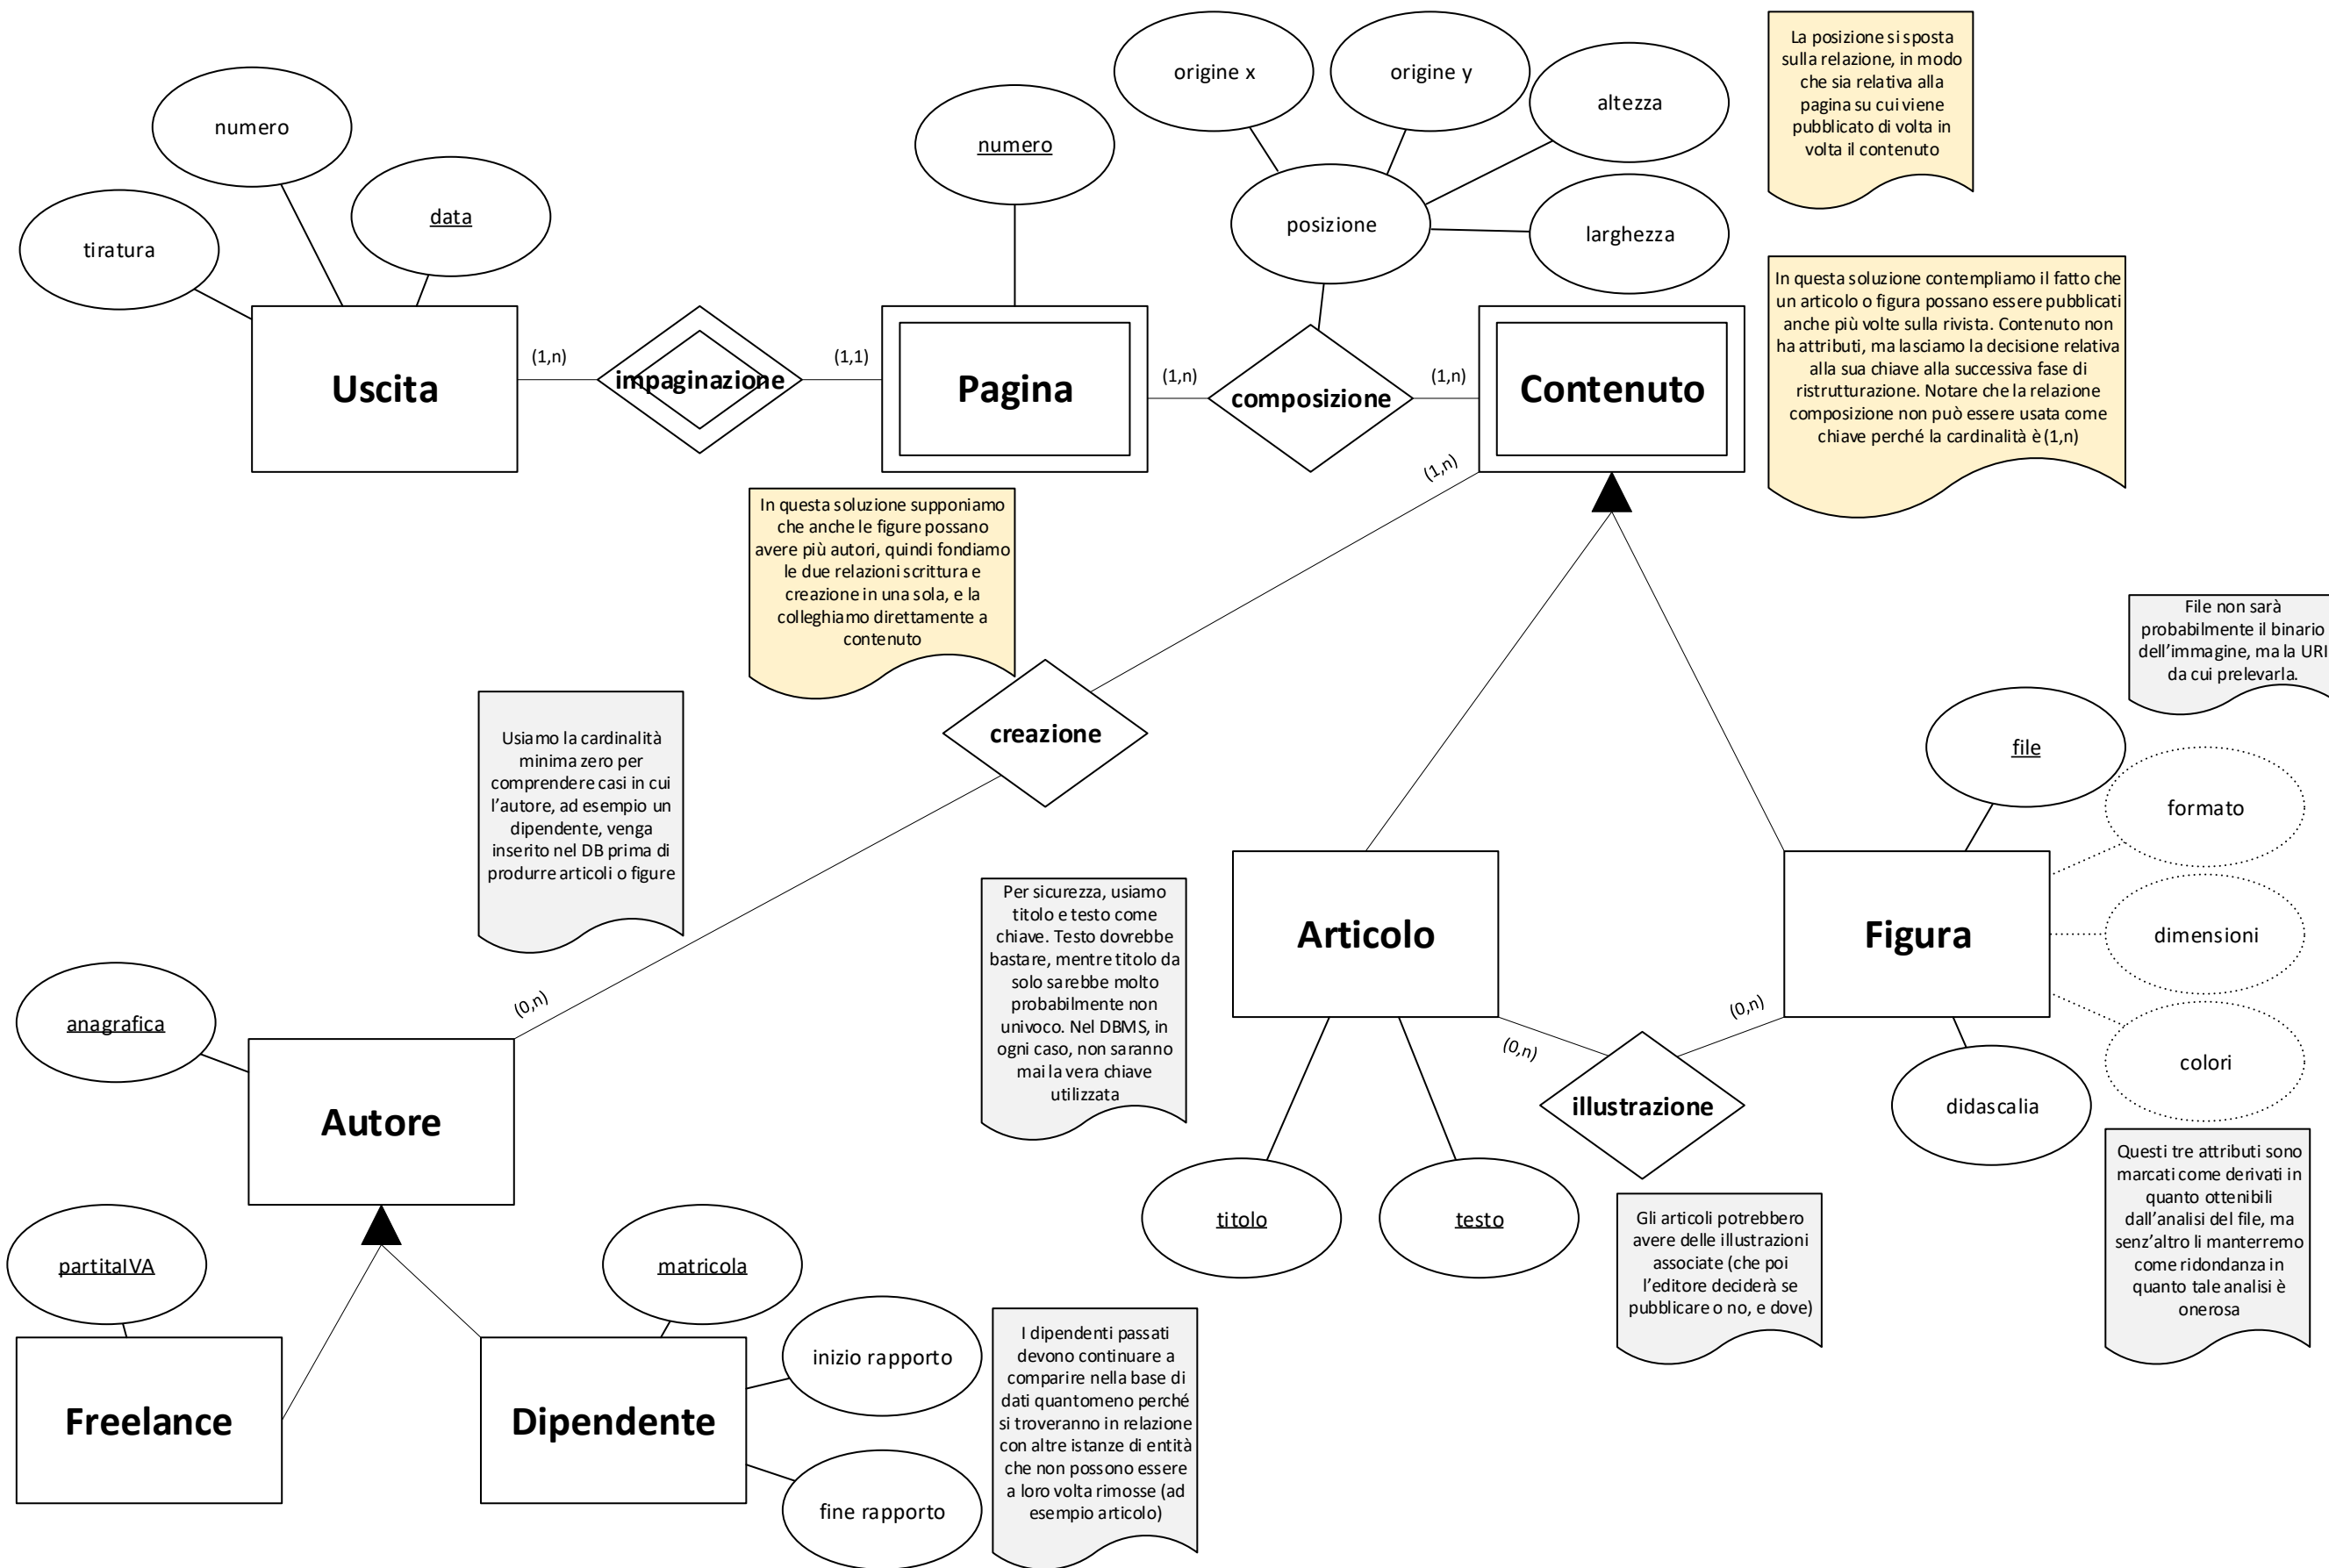 origine x
origine y
altezza
larghezza
posizione
La posizione si sposta
sulla relazione, in modo
che sia relativa alla
pagina su cui viene
pubblicato di volta in
volta il contenuto
numero
tiratura
data
numero
Uscita
(1,n)
impaginazione
(1,1)
Pagina
(1,n)
composizione
(1,n)
Contenuto
In questa soluzione contempliamo il fatto che
un articolo o figura possano essere pubblicati
anche più volte sulla rivista. Contenuto non
ha attributi, ma lasciamo la decisione relativa
alla sua chiave alla successiva fase di
ristrutturazione. Notare che la relazione
composizione non può essere usata come
chiave perché la cardinalità è (1,n)
(1,n)
In questa soluzione supponiamo
che anche le figure possano
avere più autori, quindi fondiamo
le due relazioni scrittura e
creazione in una sola, e la
colleghiamo direttamente a
contenuto
File non sarà
probabilmente il binario
dell'immagine, ma la URI
da cui prelevarla.
creazione
Usiamo la cardinalità
minima zero per
comprendere casi in cui
l'autore, ad esempio un
dipendente, venga
inserito nel DB prima di
produrre articoli o figure
file
formato
dimensioni
colori
didascalia
Per sicurezza, usiamo
titolo e testo come
chiave. Testo dovrebbe
bastare, mentre titolo da
solo sarebbe molto
probabilmente non
univoco. Nel DBMS, in
ogni caso, non saranno
mai la vera chiave
utilizzata
Articolo
Figura
(0,n)
(0,n)
(0,n)
illustrazione
anagrafica
Autore
titolo
testo
Gli articoli potrebbero
avere delle illustrazioni
associate (che poi
l'editore deciderà se
pubblicare o no, e dove)
Questi tre attributi sono
marcati come derivati in
quanto ottenibili
dall'analisi del file, ma
senz'altro li manterremo
come ridondanza in
quanto tale analisi è
onerosa
partitaIVA
matricola
Freelance
Dipendente
inizio rapporto
fine rapporto
I dipendenti passati
devono continuare a
comparire nella base di
dati quantomeno perché
si troveranno in relazione
con altre istanze di entità
che non possono essere
a loro volta rimosse (ad
esempio articolo)